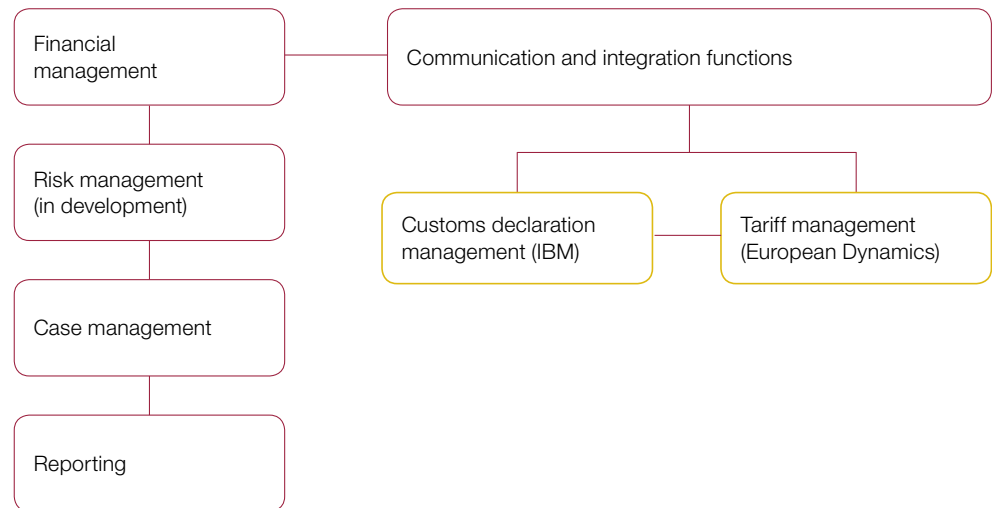 Financial
management
Communication and integration functions
Risk management
(in development)
Customs declaration
management (IBM)
Tariff management
(European Dynamics)
Case management
Reporting